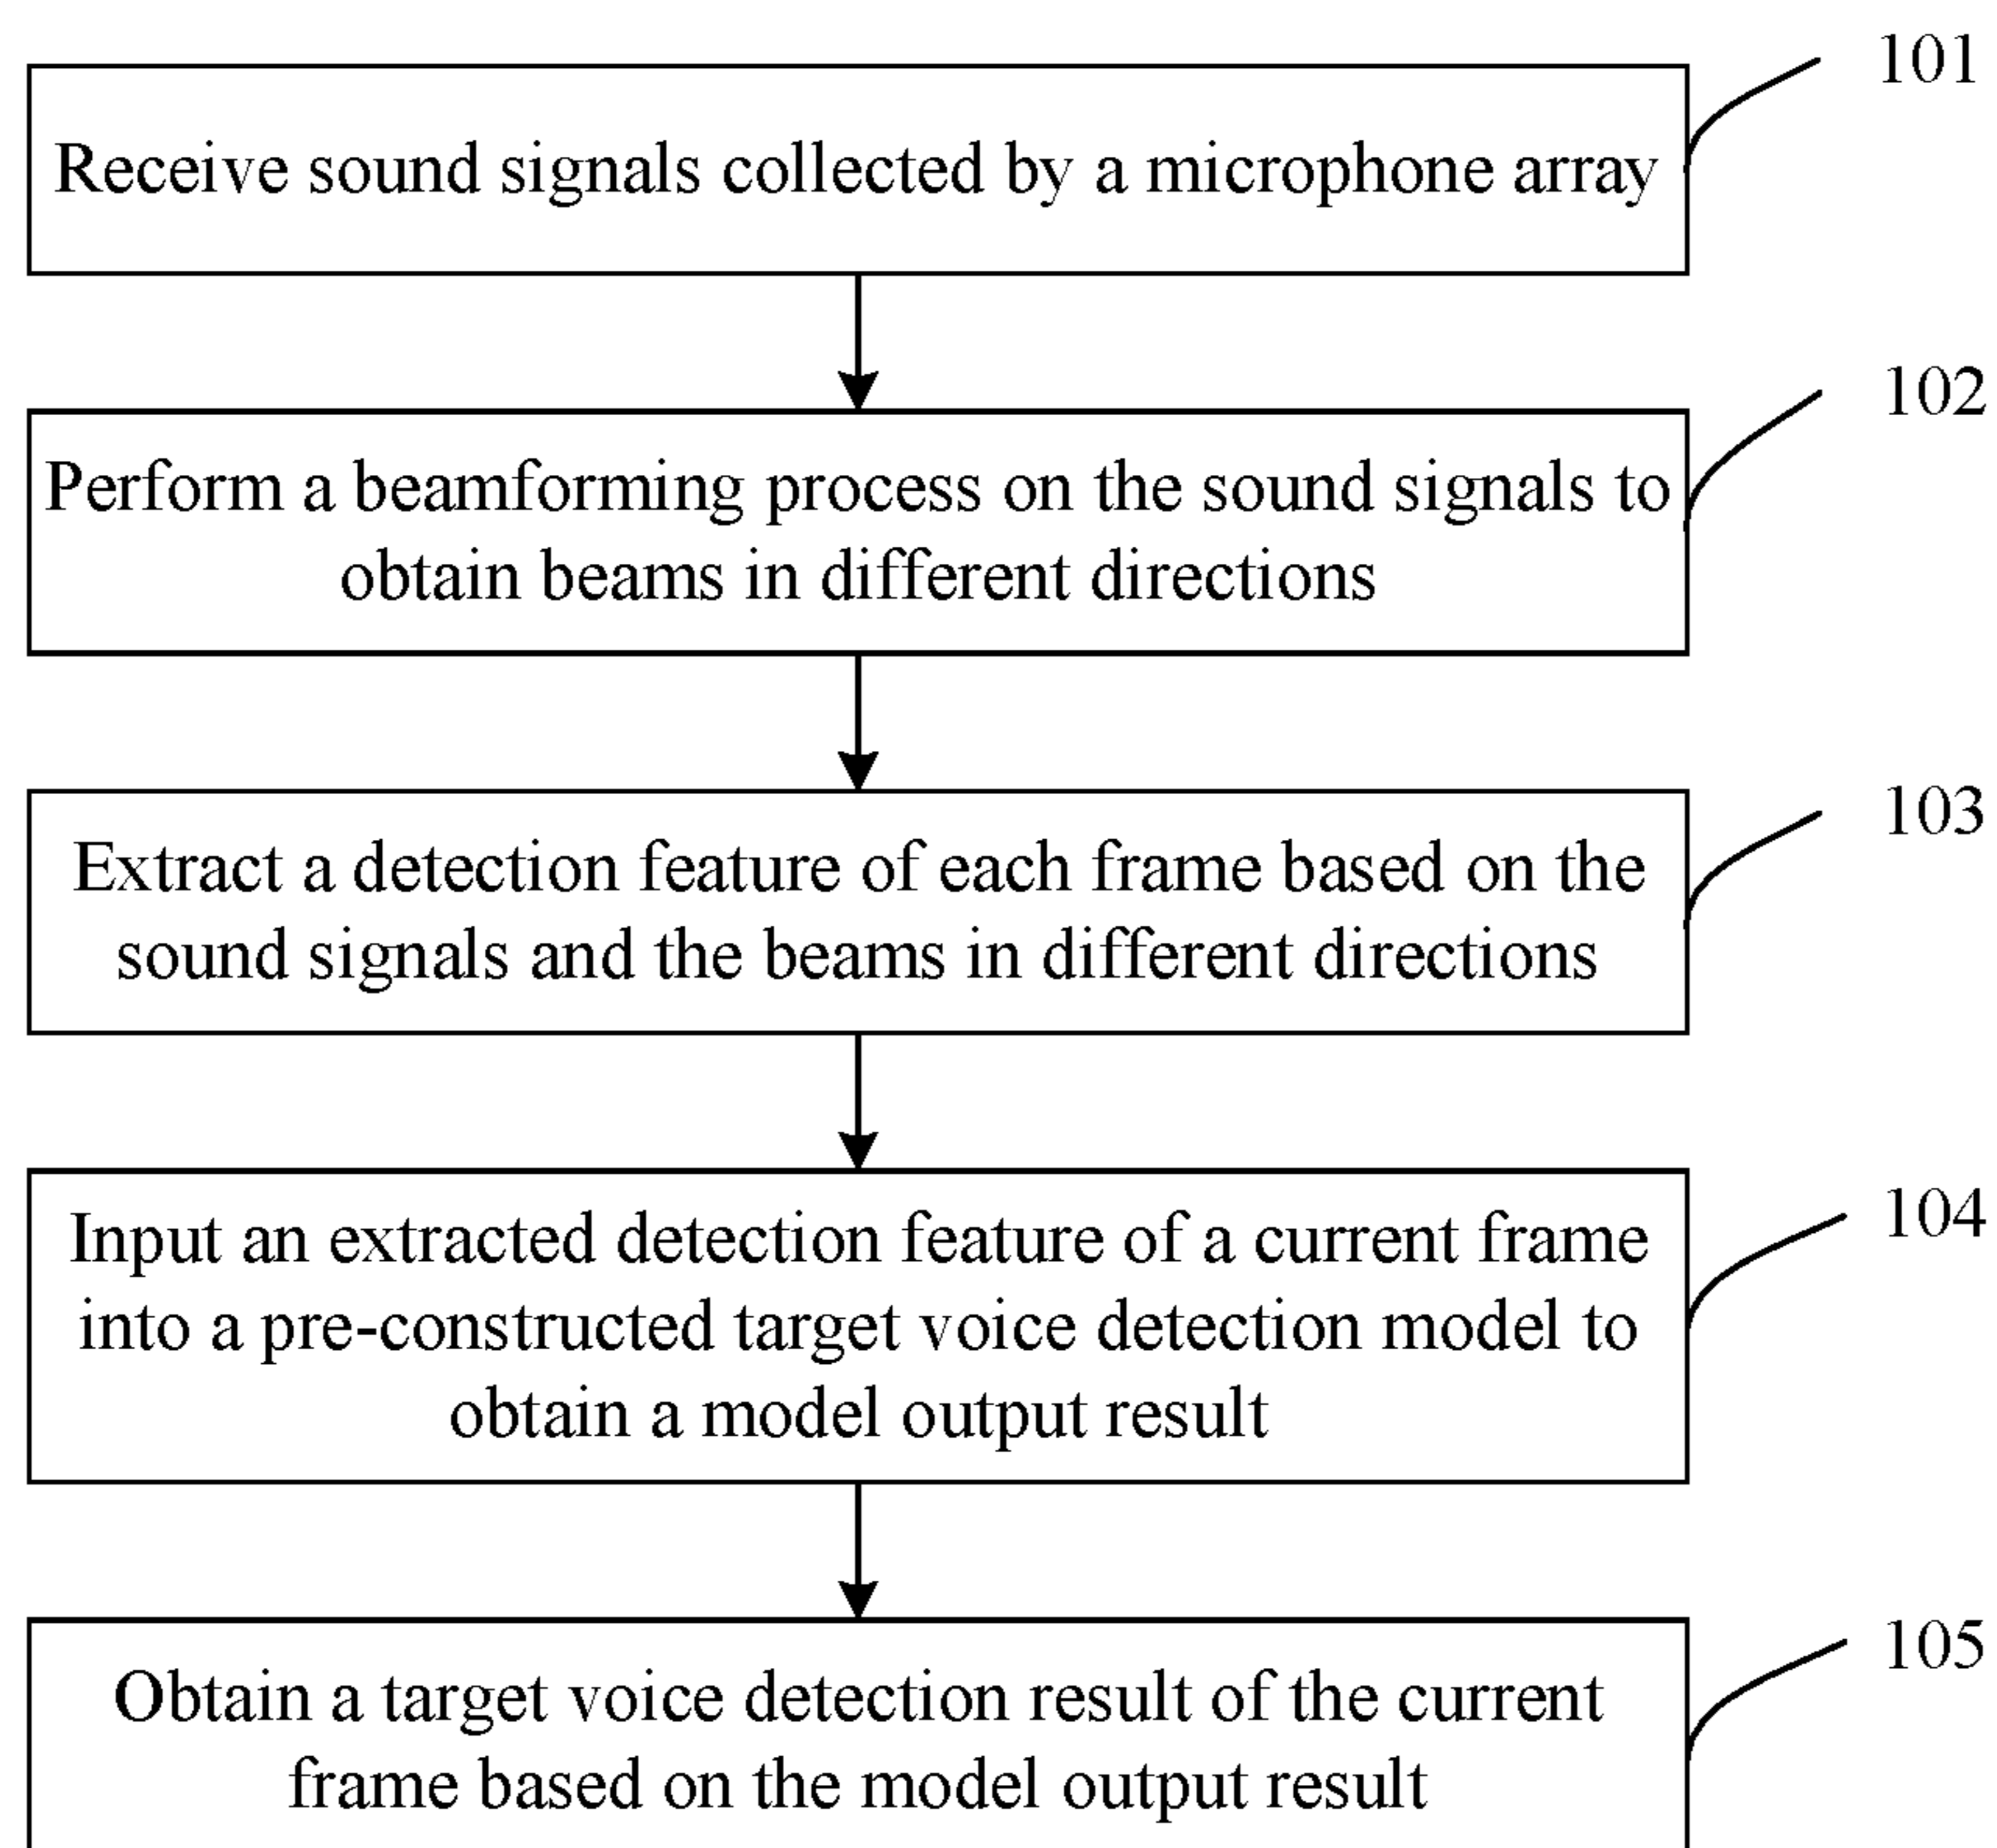 101
Receive sound signals collected by a microphone array
102
Perform a beamforming process on the sound signals to
obtain beams in different directions
103
Extract a detection feature of each frame based on the
sound signals and the beams in different directions
104
Input an extracted detection feature of a current frame
into a pre-constructed target voice detection model to
obtain a model output result
105
Obtain a target voice detection result of the current
frame based on the model output result